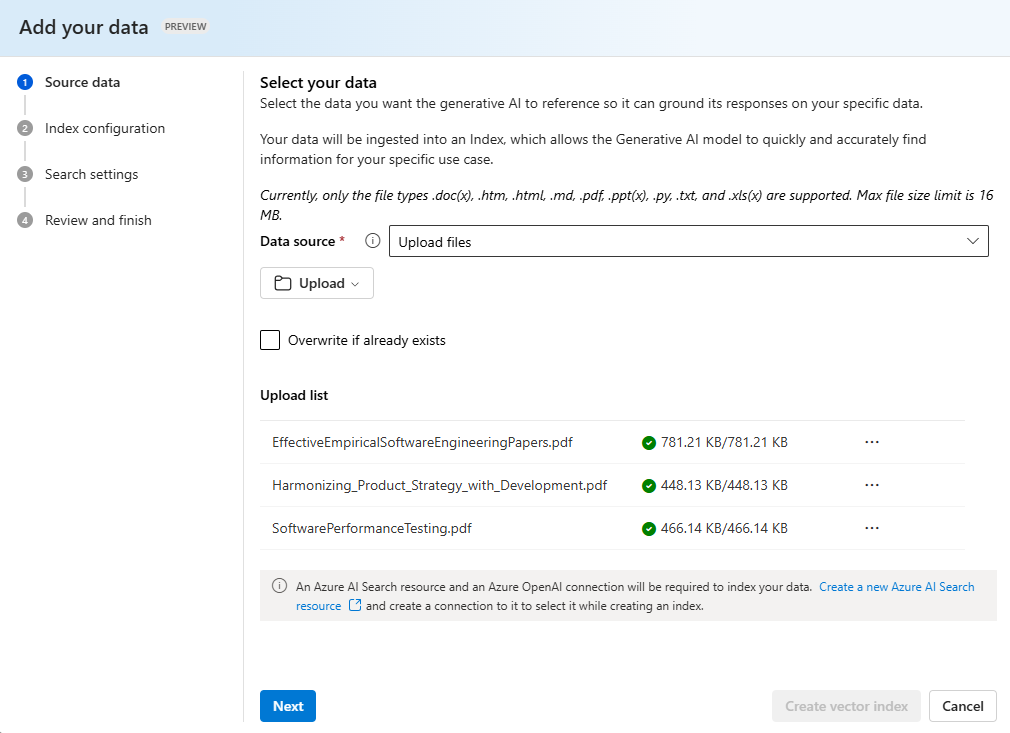 Add your data PREVIEW
1 Source data
2 Index configuration
3 Search settings
4 Review and finish
Select your data
Select the data you want the generative AI to reference so it can ground its responses on your specific data.
Your data will be ingested into an Index, which allows the Generative AI model to quickly and accurately find
information for your specific use case.
Currently, only the file types .doc(x), .htm, .html, .md, .pdf, .ppt(x), .py, .txt, and .xls(x) are supported. Max file size limit is 16
MB.
Data source * Upload files
Upload
Overwrite if already exists
Upload list
EffectiveEmpiricalSoftwareEngineeringPapers.pdf 781.21 KB/781.21 KB ...
Harmonizing_Product_Strategy_with_Development.pdf 448.13 KB/448.13 KB ...
SoftwarePerformanceTesting.pdf 466.14 KB/466.14 KB ...
An Azure AI Search resource and an Azure OpenAI connection will be required to index your data. Create a new Azure AI Search
resource and create a connection to it to select it while creating an index.
Next Create vector index Cancel